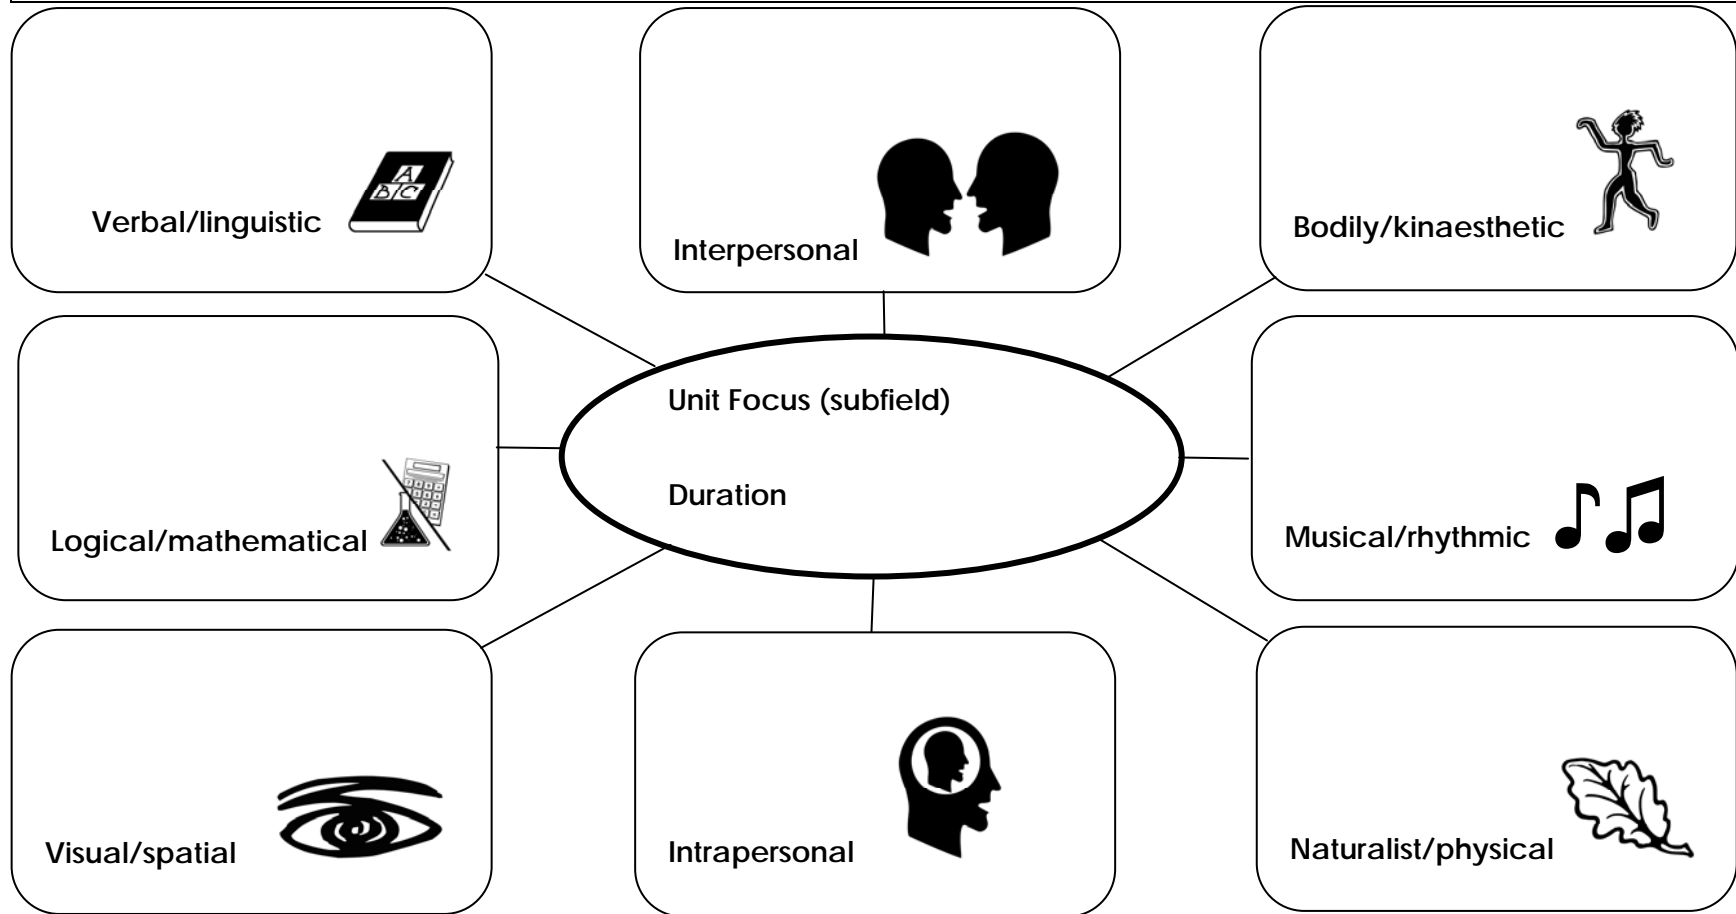 Verbal/linguistic
A
B C
Interpersonal
Bodily/kinaesthetic
Unit Focus (subfield)
Duration
Logical/mathematical
Musical/rhythmic
Visual/spatial
Intrapersonal
Naturalist/physical